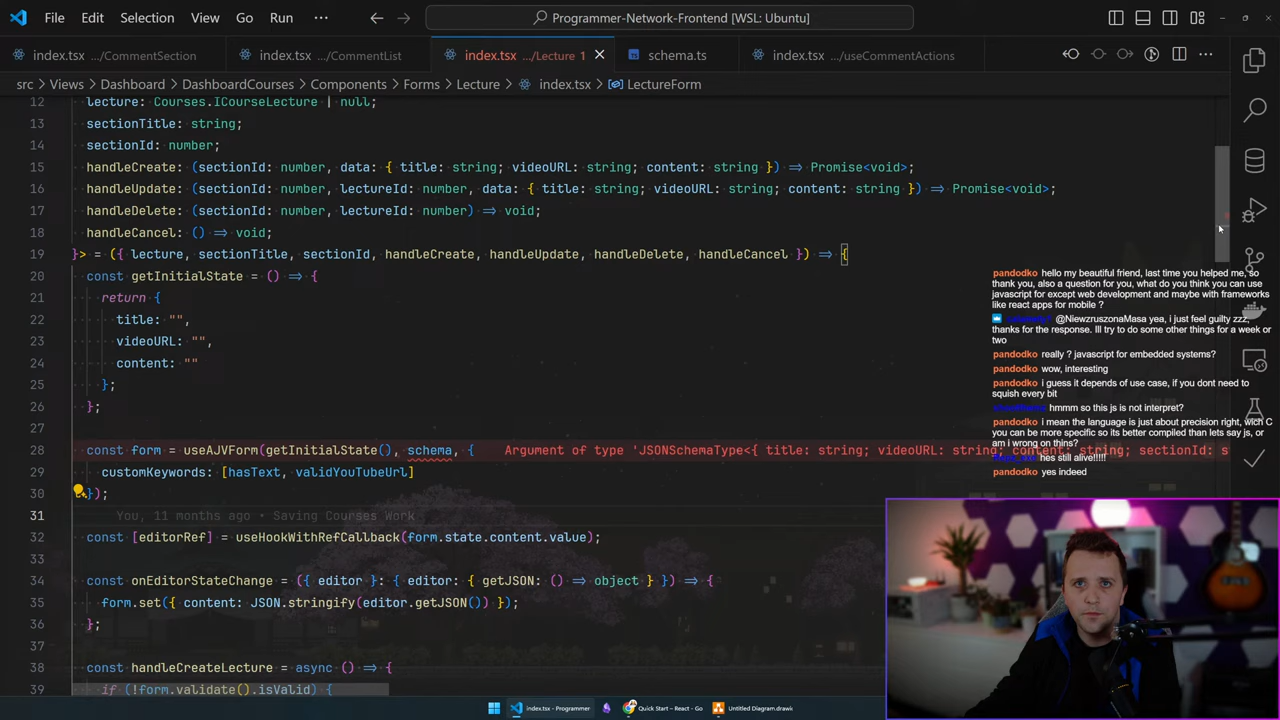 File Edit Selection View Go Run ··· Programmer-Network-Frontend [WSL: Ubuntu]
index.tsx .../CommentSection index.tsx .../CommentList index.tsx .../Lecture 1 schema.ts index.tsx .../useCommentActions
src > Views > Dashboard > DashboardCourses > Components > Forms > Lecture > index.tsx > LectureForm
12 lecture: Courses.ICourseLecture | null;
13 sectionTitle: string;
14 sectionId: number;
15 handleCreate: (sectionId: number, data: { title: string; videoURL: string; content: string }) => Promise<void>;
16 handleUpdate: (sectionId: number, lectureId: number, data: { title: string; videoURL: string; content: string }) => Promise<void>;
17 handleDelete: (sectionId: number, lectureId: number) => void;
18 handleCancel: () => void;
19 }> = ({ lecture, sectionTitle, sectionId, handleCreate, handleUpdate, handleDelete, handleCancel }) => {
20 const getInitialState = () => {
21 return {
22 title: "",
23 videoURL: "",
24 content: ""
25 };
26 };
27
28 const form = useAJVForm(getInitialState(), schema, { Argument of type 'JSONSchemaType<{ title: string; videoURL: string; content: string; sectionId: s
29 customKeywords: [hasText, validYouTubeUrl]
30 });
31 You, 11 months ago • Saving Courses Work
32 const [editorRef] = useHookWithRefCallback(form.state.content.value);
33
34 const onEditorStateChange = ({ editor }: { editor: { getJSON: () => object } }) => {
35 form.set({ content: JSON.stringify(editor.getJSON()) });
36 };
37
38 const handleCreateLecture = async () => {
39 if (!form.validate().isValid) {
pandodko hello my beautiful friend, last time you helped me, so
thank you, also a question for you, what do you think you can use
javascript for except web development and maybe with frameworks
like react apps for mobile ?
@NiewzruszonaMasa yea, i just feel guilty zzz,
thanks for the response. Ill try to do some other things for a week or
two
pandodko really ? javascript for embedded systems?
pandodko wow, interesting
pandodko i guess it depends of use case, if you dont need to
squish every bit
hmmm so this js is not interpret?
pandodko i mean the language is just about precision right, wich C
you can be more specific so its better compiled than lets say js, or
am i wrong on thins?
hes still alive!!!!!
pandodko yes indeed
index.tsx - Programmer Quick Start – React - Go Untitled Diagram.drawi